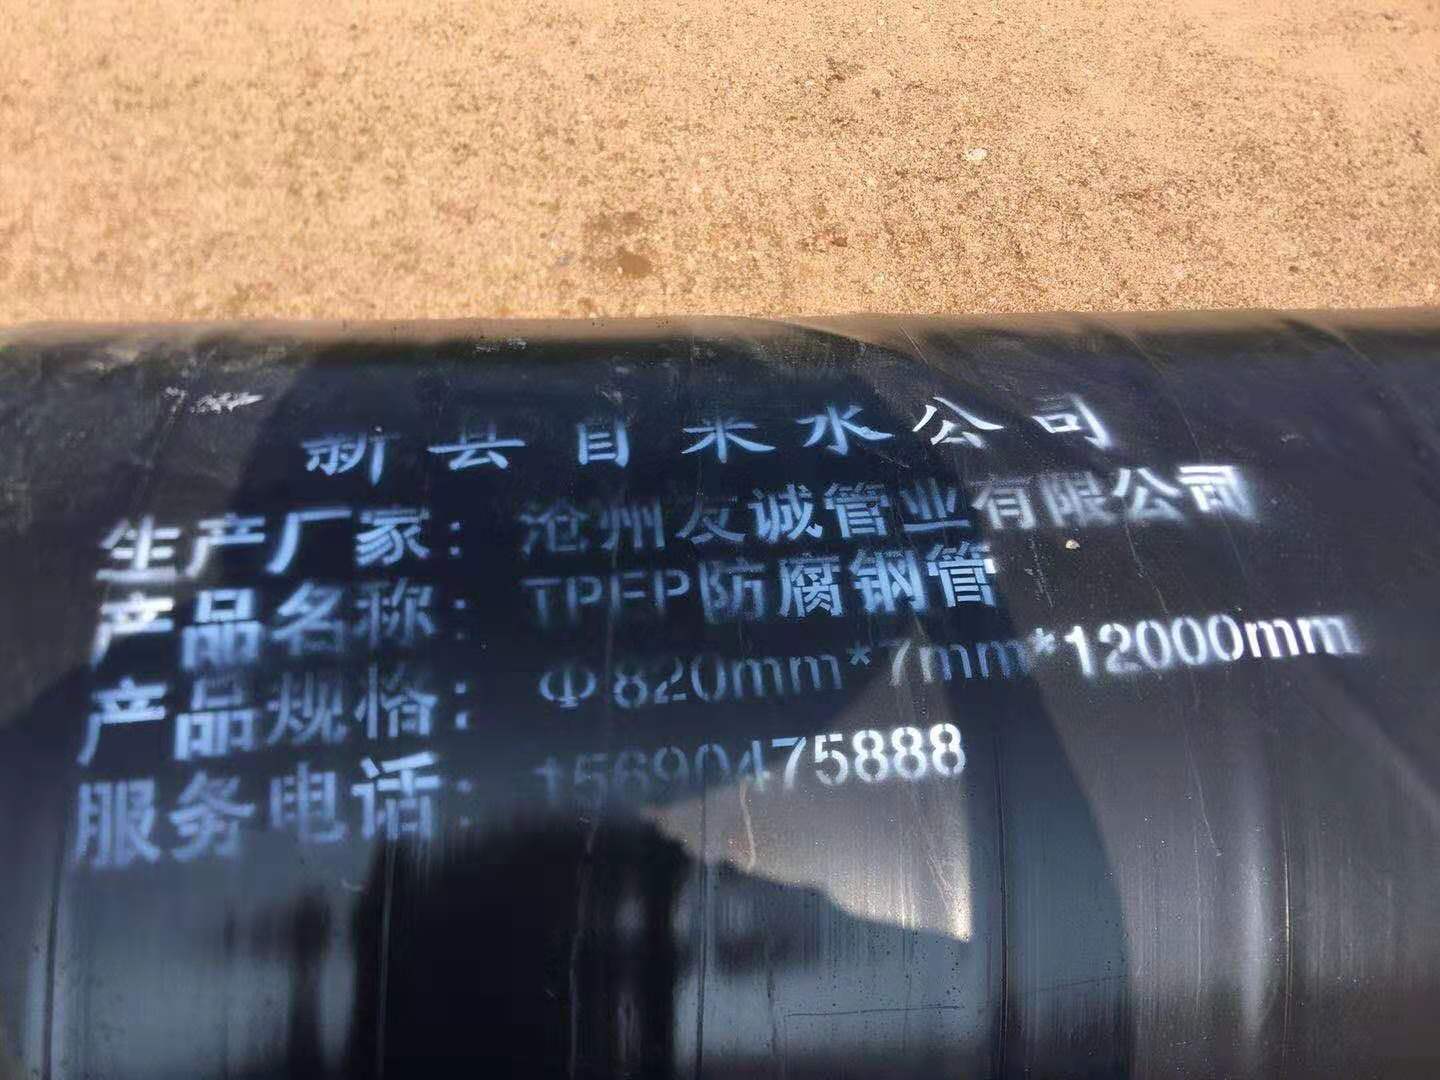 新县自来水公司
生产厂家：沧州友诚管业有限公司
产品名称：TPEP防腐钢管
产品规格：Φ820mm*7mm*12000mm
服务电话：15690475888